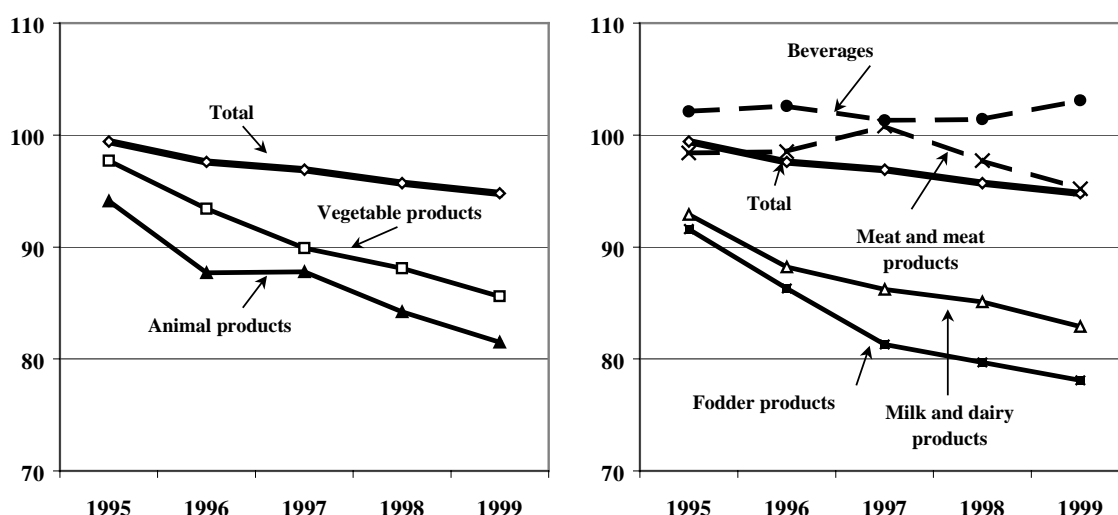 110
100
90
80
70
Total
Vegetable products
Animal products
1995 1996 1997 1998 1999
110
100
90
80
70
Beverages
Total
Meat and meat
products
Fodder products
Milk and dairy
products
1995 1996 1997 1998 1999